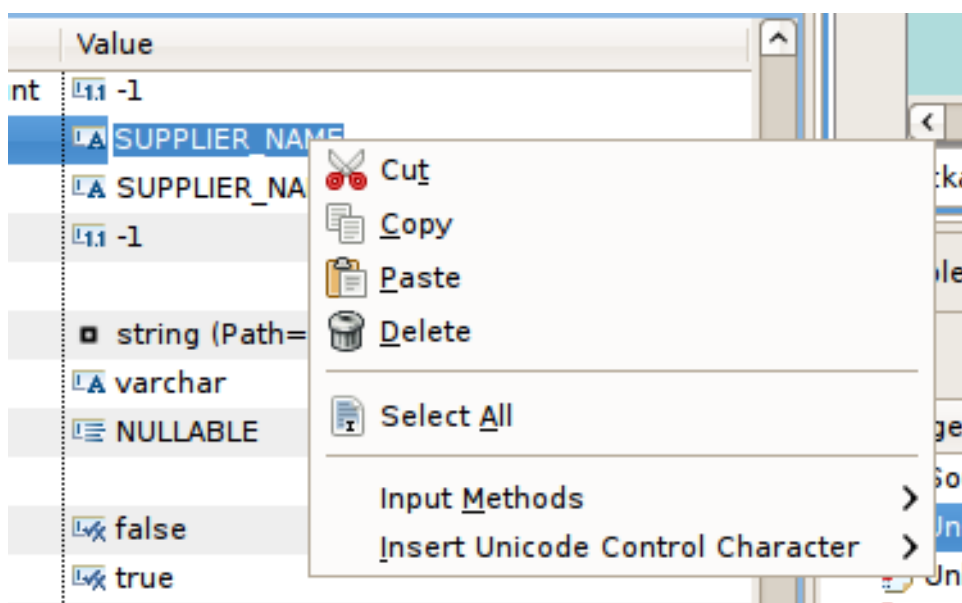 Value
nt -1
SUPPLIER_NAME
Cut
SUPPLIER_NA
Copy
-1
Paste
string (Path=
Delete
varchar
Select All
NULLABLE
Input Methods
false
Insert Unicode Control Character
true
Un